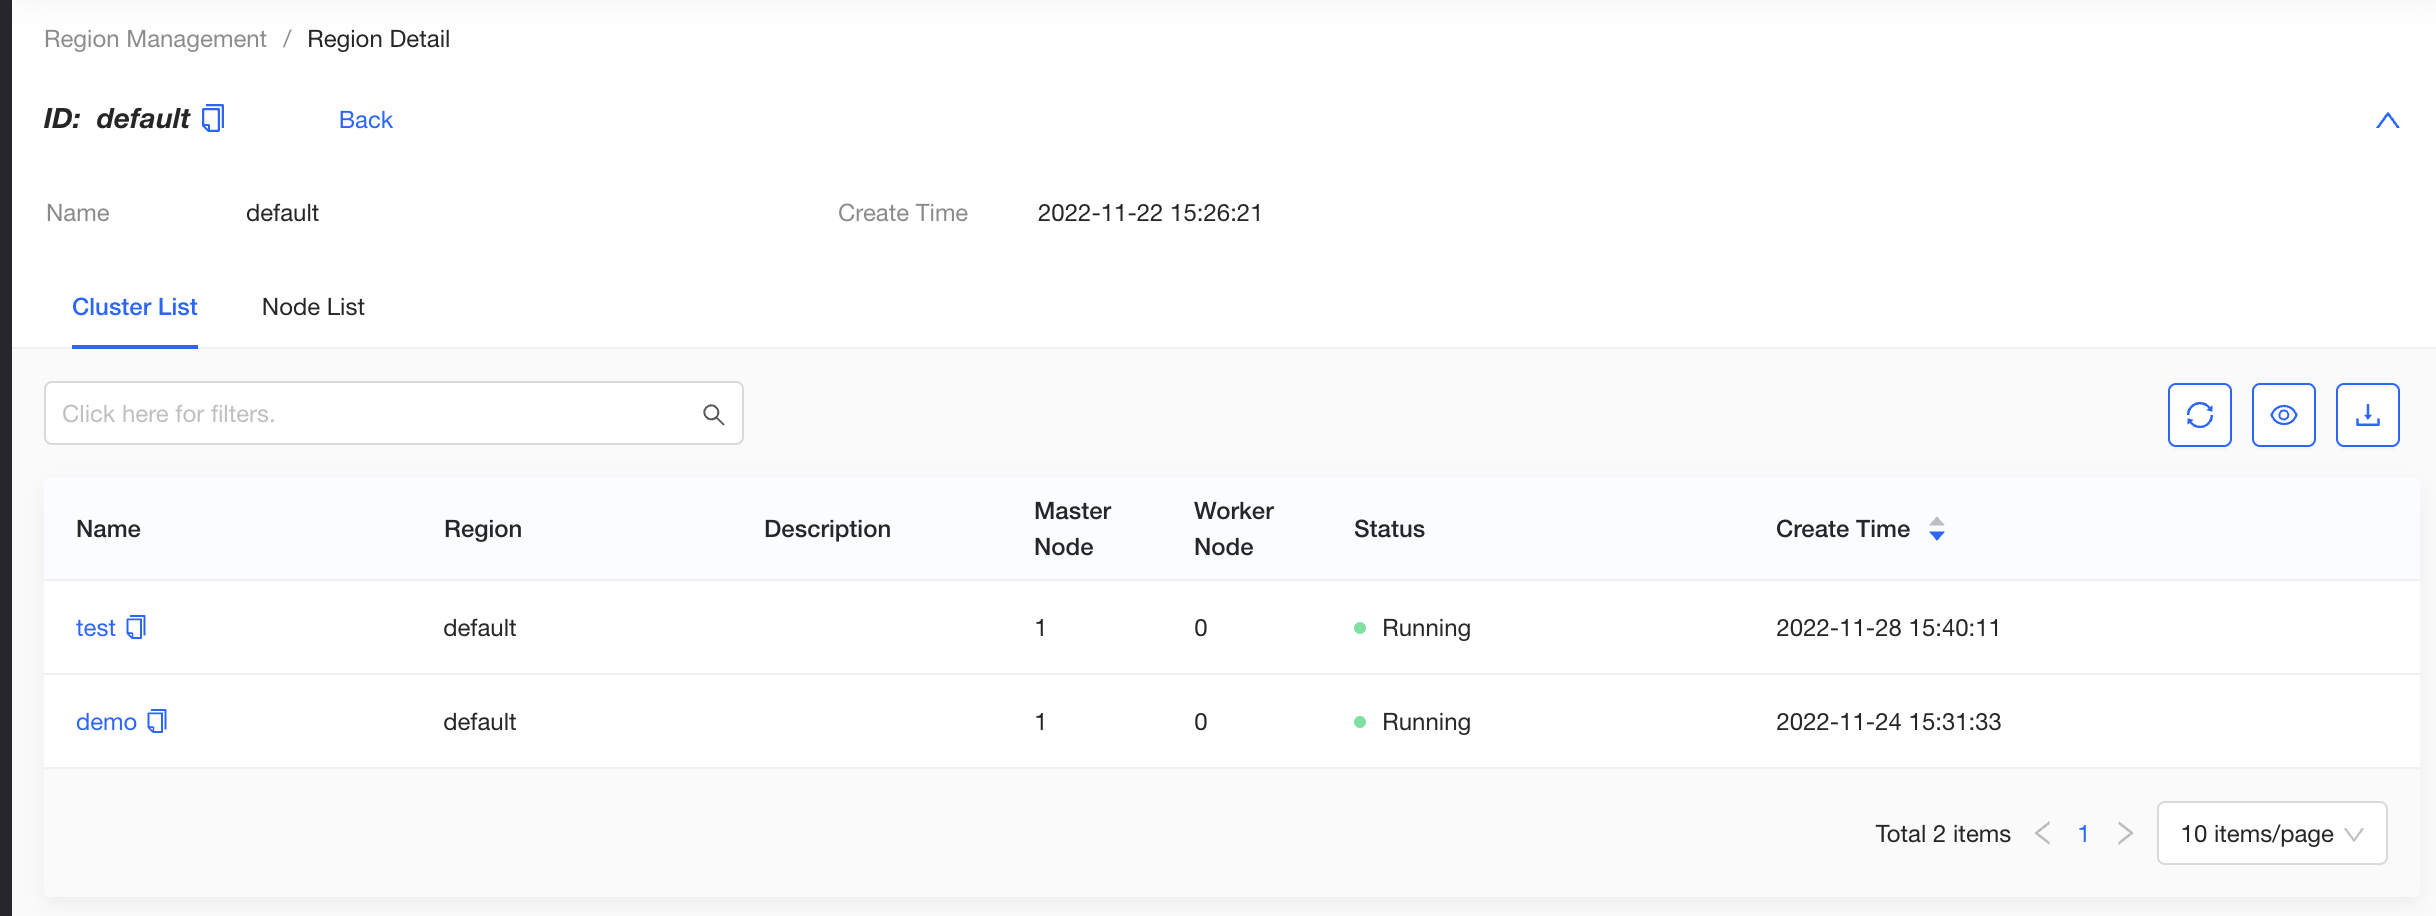 Region Management / Region Detail
ID: default Back
Name default Create Time 2022-11-22 15:26:21
Cluster List Node List
Click here for filters.
Name Region Description Master Node Worker Node Status Create Time
test default 1 0 Running 2022-11-28 15:40:11
demo default 1 0 Running 2022-11-24 15:31:33
Total 2 items 1 10 items/page